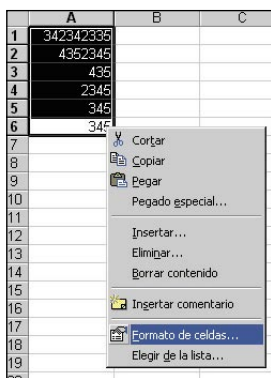 A B C
1 342342335
2 4352345
3 435
4 2345
5 345
6 345
7
8
9
10
11
12
13
14
15
16
17
18
19
Cortar
Copiar
Pegar
Pegado especial...
Insertar...
Eliminar...
Borrar contenido
Insertar comentario
Formato de celdas...
Elegir de la lista...